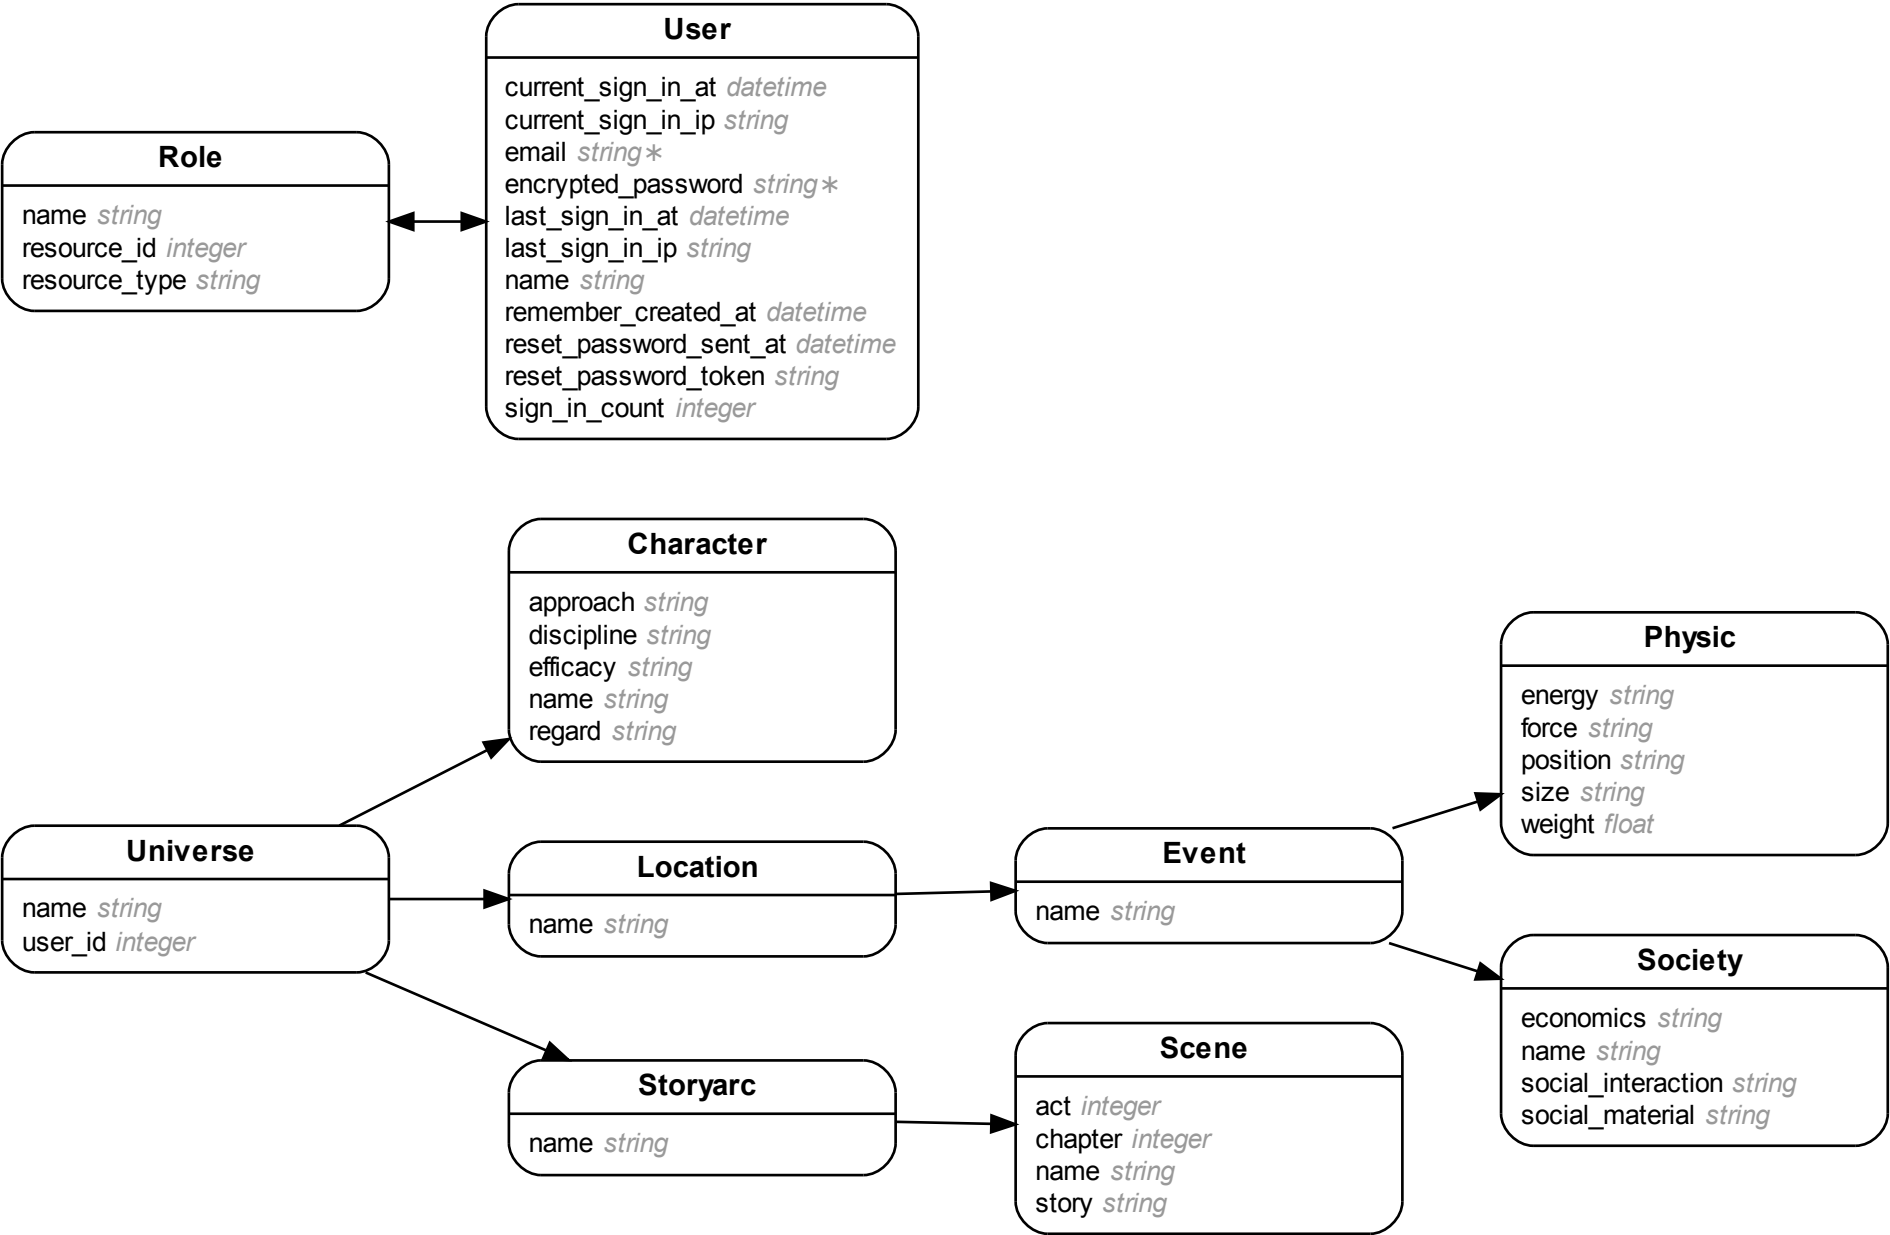 User
current_sign_in_at datetime
current_sign_in_ip string
email string∗
encrypted_password string∗
last_sign_in_at datetime
last_sign_in_ip string
name string
remember_created_at datetime
reset_password_sent_at datetime
reset_password_token string
sign_in_count integer
Role
name string
resource_id integer
resource_type string
Character
approach string
discipline string
efficacy string
name string
regard string
Universe
name string
user_id integer
Location
name string
Event
name string
Physic
energy string
force string
position string
size string
weight float
Society
economics string
name string
social_interaction string
social_material string
Storyarc
name string
Scene
act integer
chapter integer
name string
story string